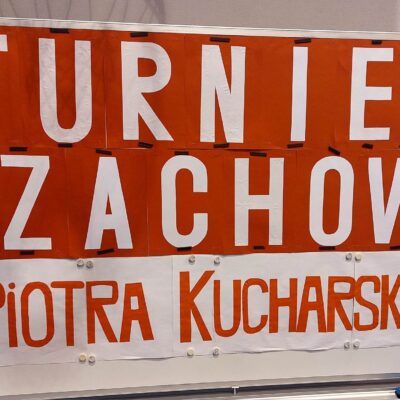 TURNIE
ZACHOW
PIOTRA KUCHARSK